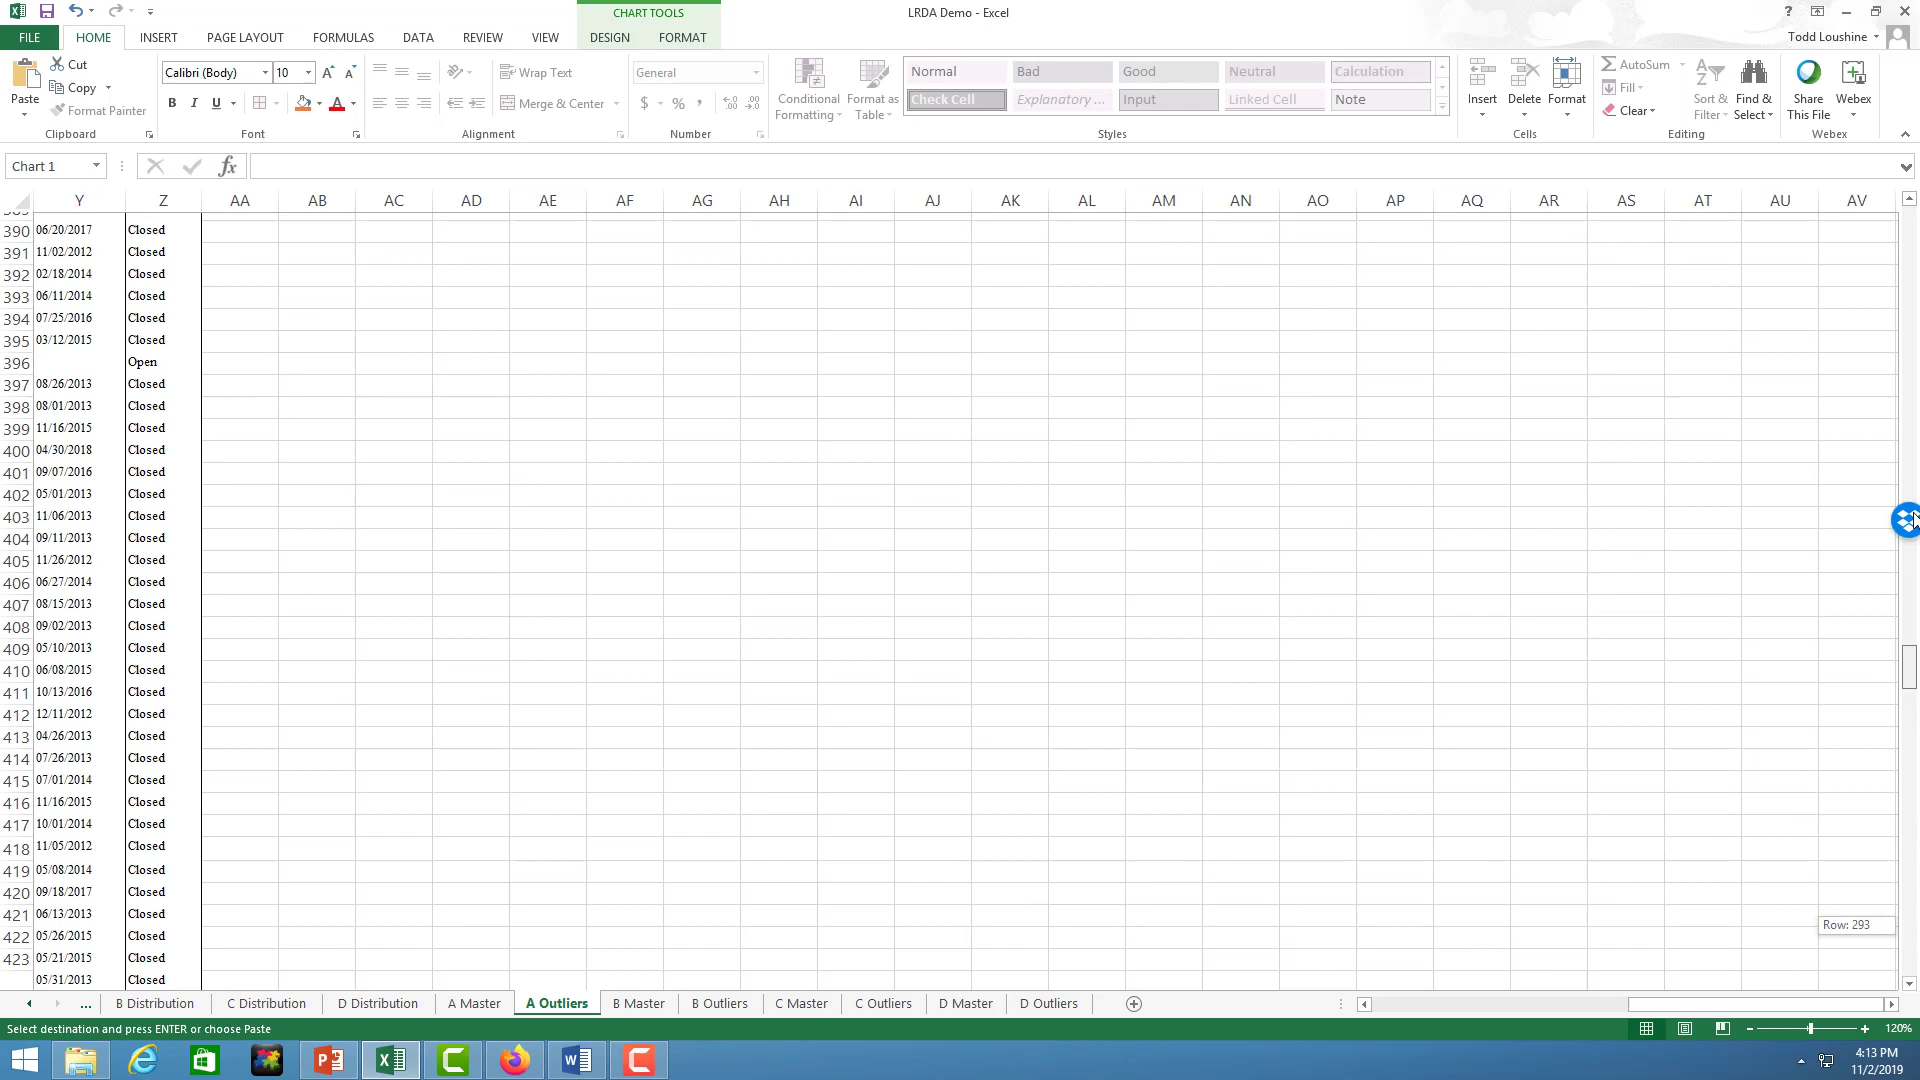 CHART TOOLS
LRDA Demo - Excel
FILE HOME INSERT PAGE LAYOUT FORMULAS DATA REVIEW VIEW DESIGN FORMAT Todd Loushine
Paste
Cut
Copy
Format Painter
Clipboard
Calibri (Body) 10
B I U
Font
Wrap Text
Merge & Center
Alignment
General
$ %
Number
Conditional Formatting
Format as Table
Normal Bad Good Neutral Calculation
Check Cell Explanatory ... Input Linked Cell Note
Styles
Insert Delete Format
Cells
AutoSum
Fill
Clear
Sort & Filter
Find & Select
Editing
Share This File
Webex
Webex
Chart 1 fx
Y Z AA AB AC AD AE AF AG AH AI AJ AK AL AM AN AO AP AQ AR AS AT AU AV
389
390 06/20/2017 Closed
391 11/02/2012 Closed
392 02/18/2014 Closed
393 06/11/2014 Closed
394 07/25/2016 Closed
395 03/12/2015 Closed
396 Open
397 08/26/2013 Closed
398 08/01/2013 Closed
399 11/16/2015 Closed
400 04/30/2018 Closed
401 09/07/2016 Closed
402 05/01/2013 Closed
403 11/06/2013 Closed
404 09/11/2013 Closed
405 11/26/2012 Closed
406 06/27/2014 Closed
407 08/15/2013 Closed
408 09/02/2013 Closed
409 05/10/2013 Closed
410 06/08/2015 Closed
411 10/13/2016 Closed
412 12/11/2012 Closed
413 04/26/2013 Closed
414 07/26/2013 Closed
415 07/01/2014 Closed
416 11/16/2015 Closed
417 10/01/2014 Closed
418 11/05/2012 Closed
419 05/08/2014 Closed
420 09/18/2017 Closed
421 06/13/2013 Closed
422 05/26/2015 Closed
423 05/21/2015 Closed
05/31/2013 Closed
Row: 293
... B Distribution C Distribution D Distribution A Master A Outliers B Master B Outliers C Master C Outliers D Master D Outliers
Select destination and press ENTER or choose Paste
120%
4:13 PM
11/2/2019